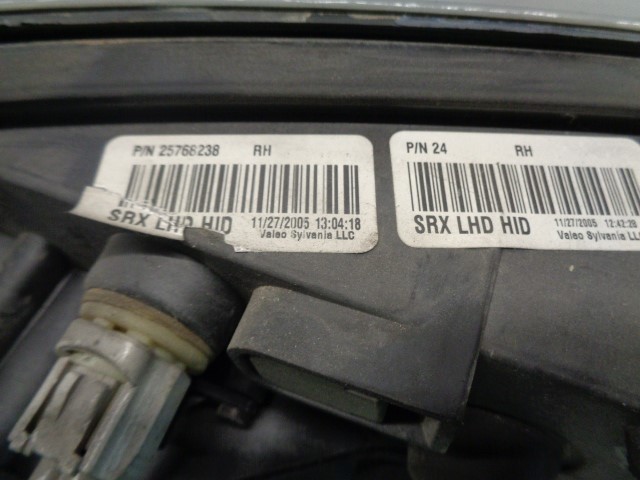 P/N 25768238 RH
SRX LHD HID 11/27/2005 13:04:18
Valeo Sylvania LLC
P/N 24 RH
SRX LHD HID 11/27/2005 12:42:28
Valeo Sylvania LLC